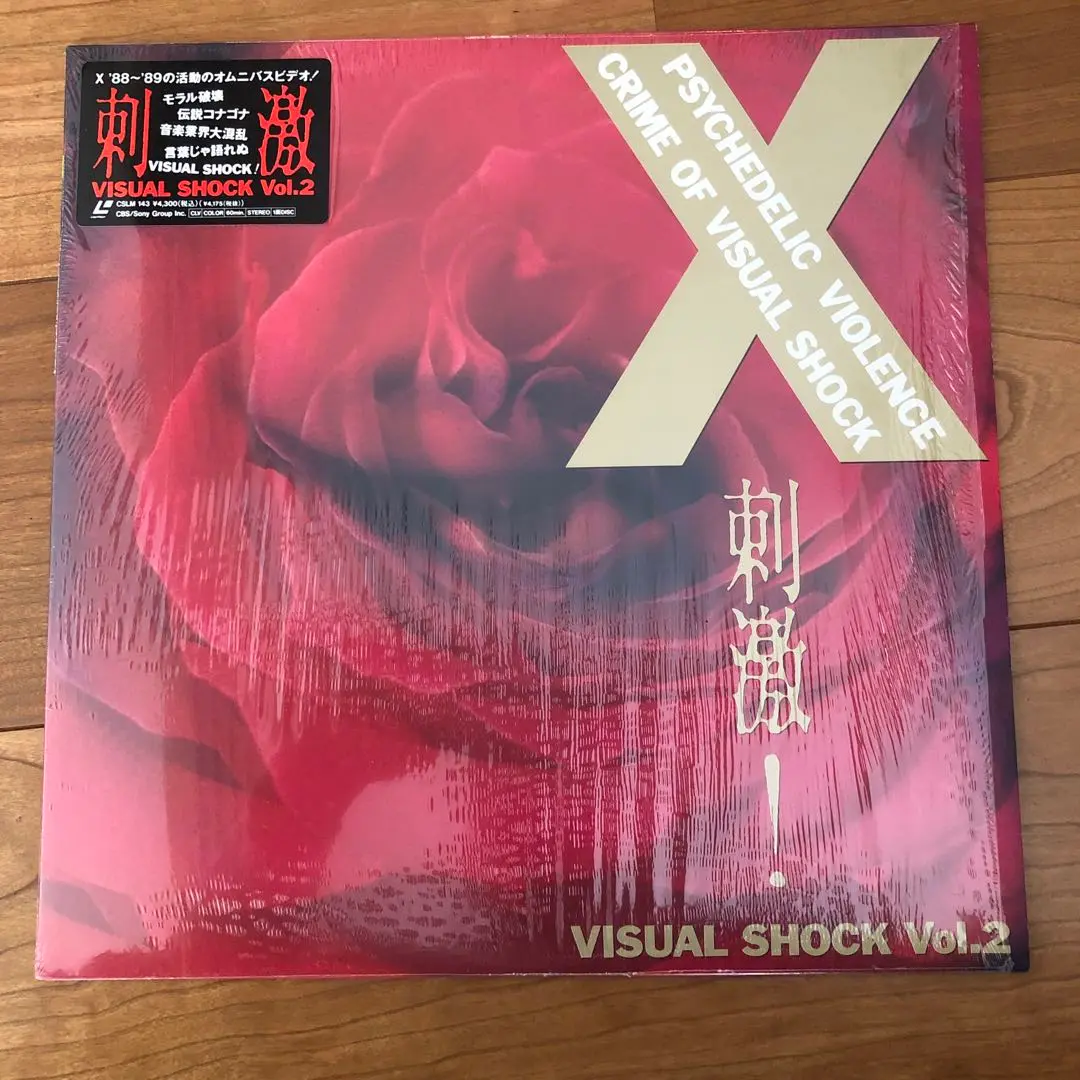 X '88〜'89の活動のオムニバスビデオ!
刺激
モラル破壊
伝説コナゴナ
音楽業界大混乱
言葉じゃ語れぬ
VISUAL SHOCK!
VISUAL SHOCK Vol.2
CSLM 143 ¥4,300(税込)(¥4,175(税抜))
CBS/Sony Group Inc. CLV COLOR 60min. STEREO 1面DISC
X
PSYCHEDELIC VIOLENCE
CRIME OF VISUAL SHOCK
刺激!
VISUAL SHOCK Vol.2